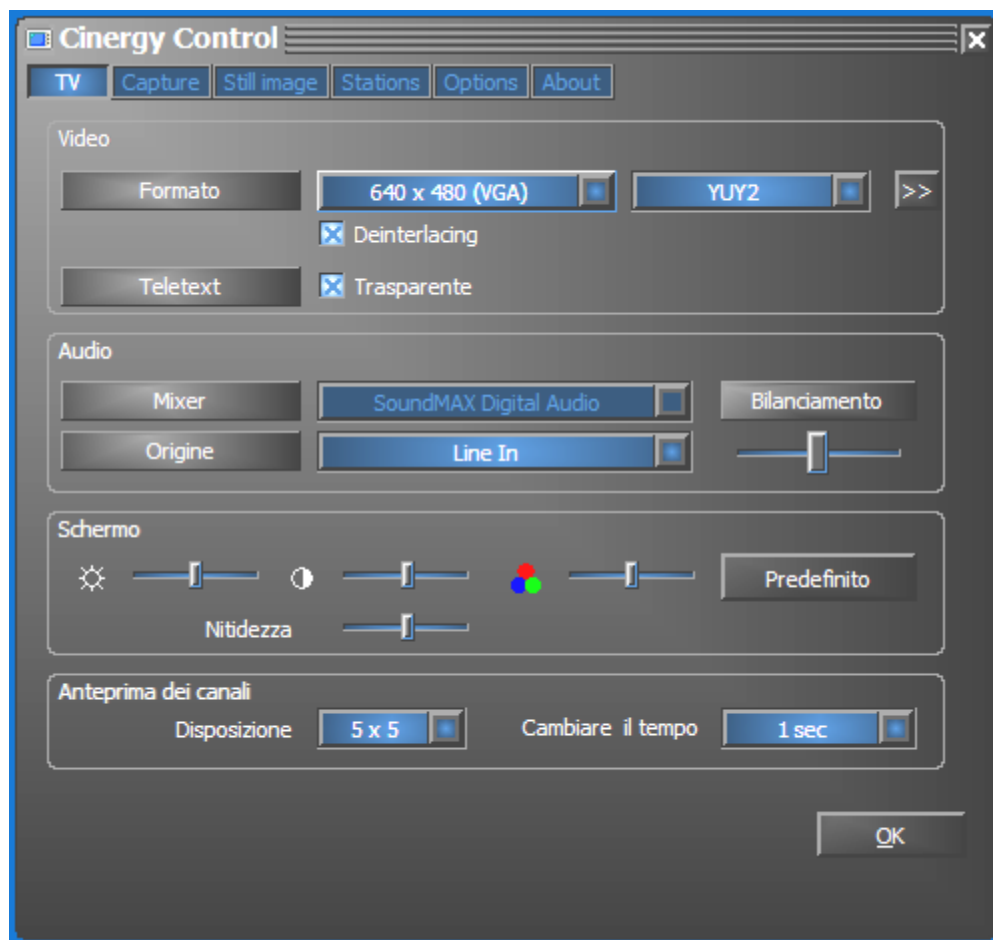 Cinergy Control
TV Capture Still image Stations Options About
Video
Formato 640 x 480 (VGA) YUY2 >>
Deinterlacing
Teletext Trasparente
Audio
Mixer SoundMAX Digital Audio Bilanciamento
Origine Line In
Schermo
Predefinito
Nitidezza
Anteprima dei canali
Disposizione 5 x 5 Cambiare il tempo 1 sec
OK